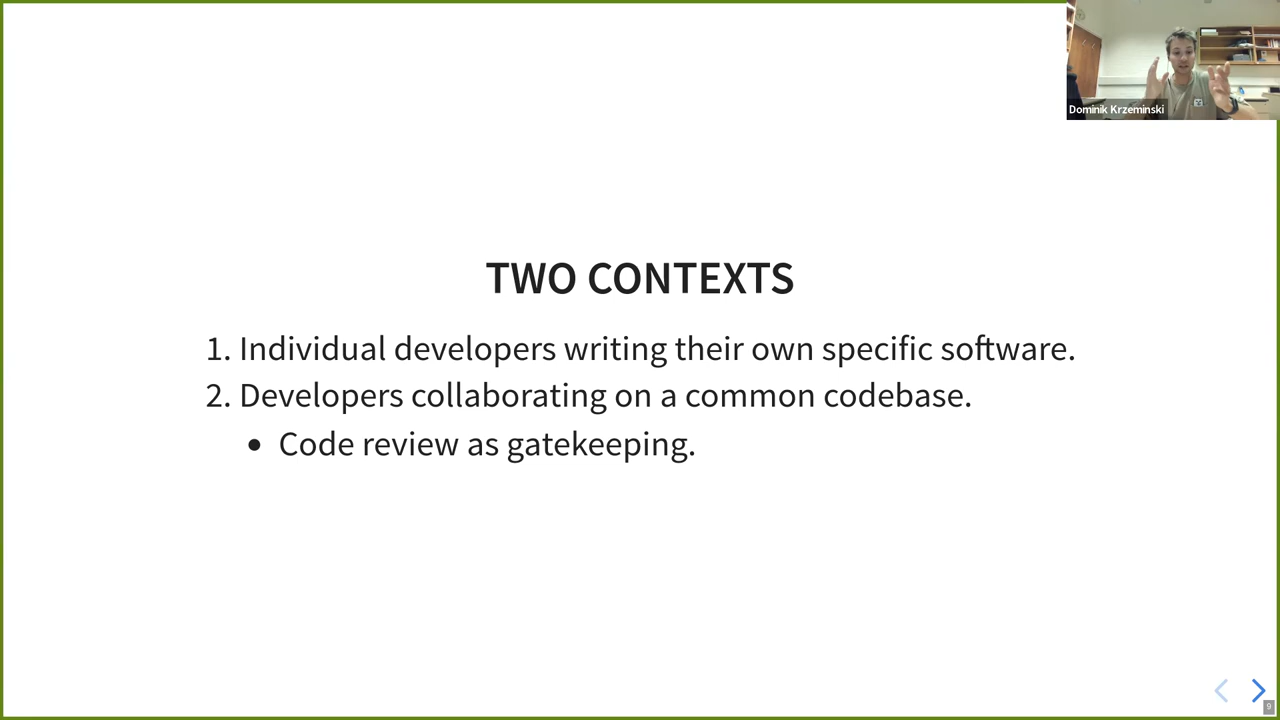 Dominik Krzeminski
TWO CONTEXTS
1. Individual developers writing their own specific software.
2. Developers collaborating on a common codebase.
• Code review as gatekeeping.
9